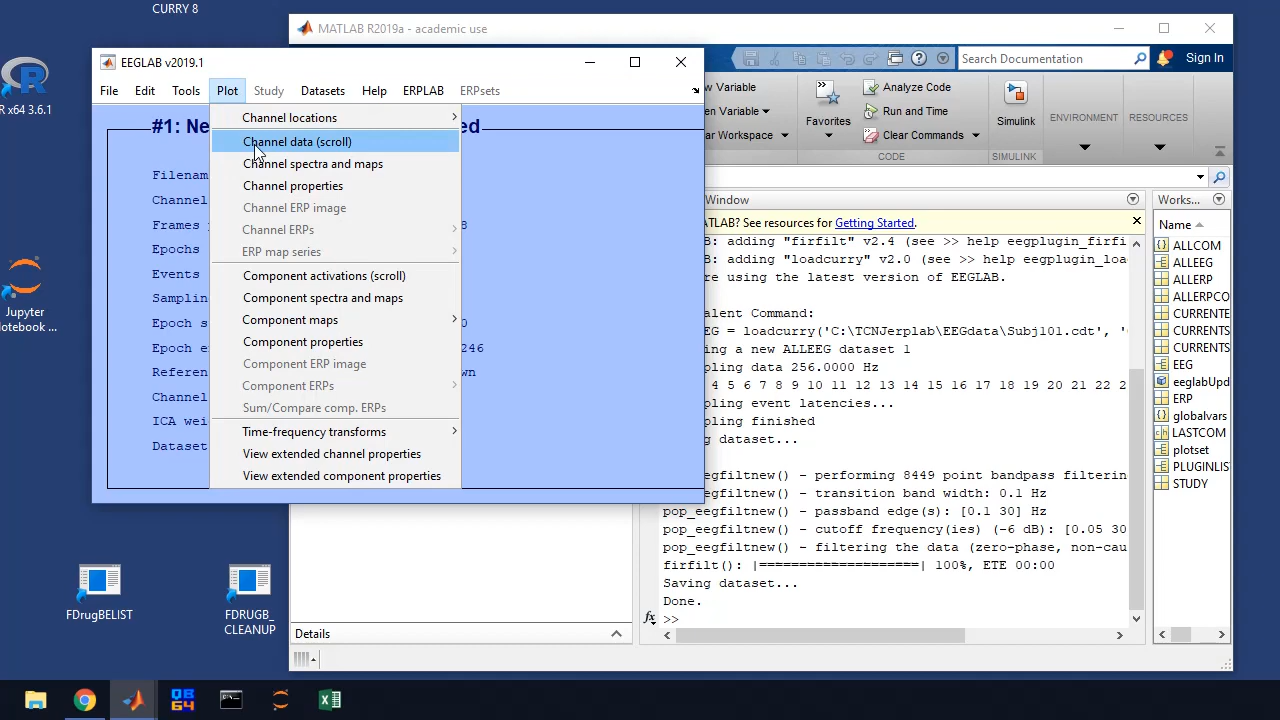 CURRY 8
MATLAB R2019a - academic use
EEGLAB v2019.1
Search Documentation
Sign In
R x64 3.6.1
File Edit Tools Plot Study Datasets Help ERPLAB ERPsets
w Variable
Analyze Code
en Variable
Run and Time
ar Workspace
Favorites
Clear Commands
Simulink
ENVIRONMENT
RESOURCES
CODE
SIMULINK
#1: Ne
ed
Channel locations
Channel data (scroll)
Channel spectra and maps
Channel properties
Channel ERP image
Channel ERPs
ERP map series
Component activations (scroll)
Component spectra and maps
Component maps
Component properties
Component ERP image
Component ERPs
Sum/Compare comp. ERPs
Time-frequency transforms
View extended channel properties
View extended component properties
Filenam
Channel
Frames
8
Epochs
Events
Samplin
Epoch s
0
Epoch e
246
Referen
wn
Channel
ICA wei
Dataset
Jupyter
Notebook ...
Window
ATLAB? See resources for Getting Started.
B: adding "firfilt" v2.4 (see >> help eegplugin_firfi
B: adding "loadcurry" v2.0 (see >> help eegplugin_loa
re using the latest version of EEGLAB.
alent Command:
EG = loadcurry('C:\TCNJerplab\EEGdata\Subj101.cdt', '
ing a new ALLEEG dataset 1
pling data 256.0000 Hz
4 5 6 7 8 9 10 11 12 13 14 15 16 17 18 19 20 21 22 2
pling event latencies...
pling finished
g dataset...
eegfiltnew() - performing 8449 point bandpass filterin
eegfiltnew() - transition band width: 0.1 Hz
pop_eegfiltnew() - passband edge(s): [0.1 30] Hz
pop_eegfiltnew() - cutoff frequency(ies) (-6 dB): [0.05 30
pop_eegfiltnew() - filtering the data (zero-phase, non-cau
firfilt(): |====================| 100%, ETE 00:00
Saving dataset...
Done.
fx >>
Works...
Name
ALLCOM
ALLEEG
ALLERP
ALLERPCO
CURRENTE
CURRENTS
CURRENTS
EEG
eeglabUpd
ERP
globalvars
LASTCOM
plotset
PLUGINLIS
STUDY
Details
FDrugBELIST
FDRUGB_
CLEANUP
QB
64